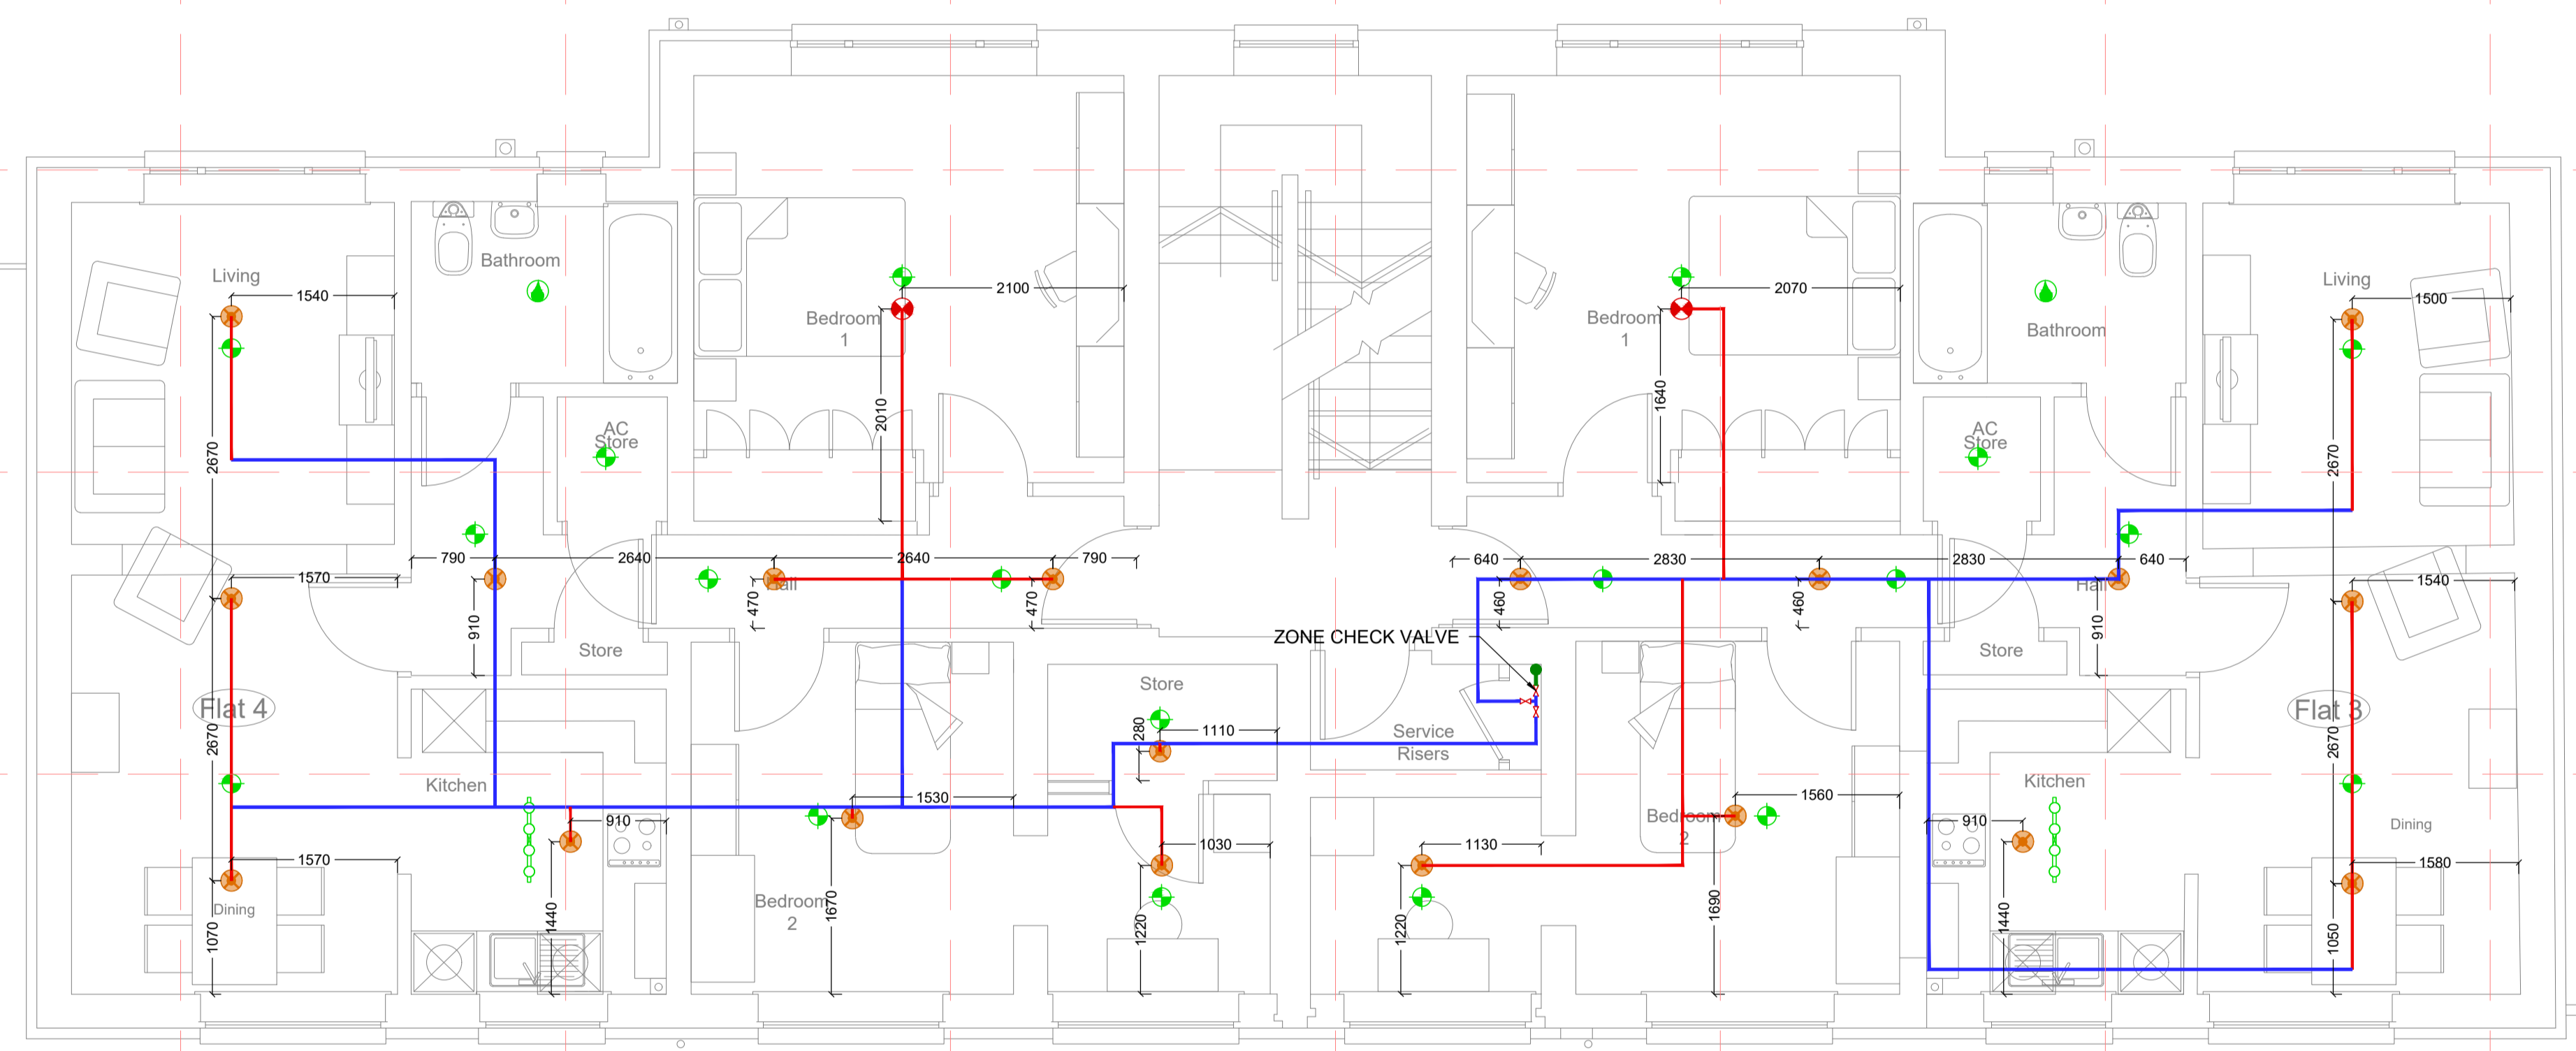 Living
1540
Bathroom
Bedroom
1
2100
2010
AC
Store
2670
790
2640
2640
790
1570
910
470
Hall
470
Store
Flat 4
2670
Kitchen
910
1570
Dining
1070
1440
Bedroom
2
1530
1670
Store
280
1110
1030
1220
ZONE CHECK VALVE
Service
Risers
Bedroom
1
2070
1640
Bathroom
AC
Store
Living
1500
2670
640
2830
2830
640
460
460
Hall
910
1540
Store
Flat 3
2670
Kitchen
910
1440
Bedroom
2
1560
1690
1130
1220
Dining
1580
1050